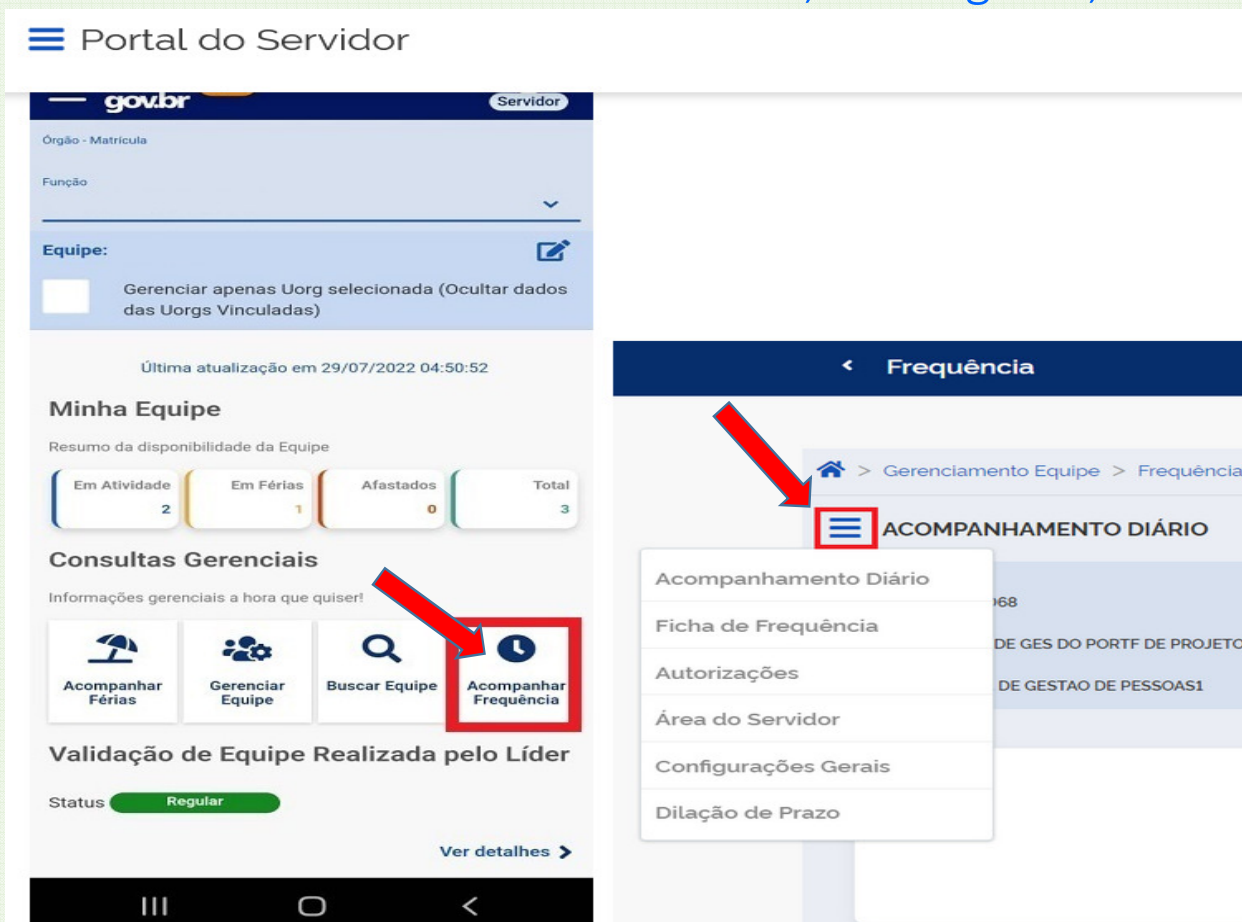 Portal do Servidor
gov.br
Servidor
Órgão - Matrícula
Função
Equipe:
Gerenciar apenas Uorg selecionada (Ocultar dados
das Uorgs Vinculadas)
Última atualização em 29/07/2022 04:50:52
Minha Equipe
Resumo da disponibilidade da Equipe
Em Atividade
2
Em Férias
1
Afastados
0
Total
3
Consultas Gerenciais
Informações gerenciais a hora que quiser!
Acompanhar
Férias
Gerenciar
Equipe
Buscar Equipe
Acompanhar
Frequência
Validação de Equipe Realizada pelo Líder
Status
Regular
Ver detalhes >
< Frequência
> Gerenciamento Equipe > Frequência
ACOMPANHAMENTO DIÁRIO
Acompanhamento Diário
Ficha de Frequência
Autorizações
Área do Servidor
Configurações Gerais
Dilação de Prazo
068
DE GES DO PORTF DE PROJETO
DE GESTAO DE PESSOAS1